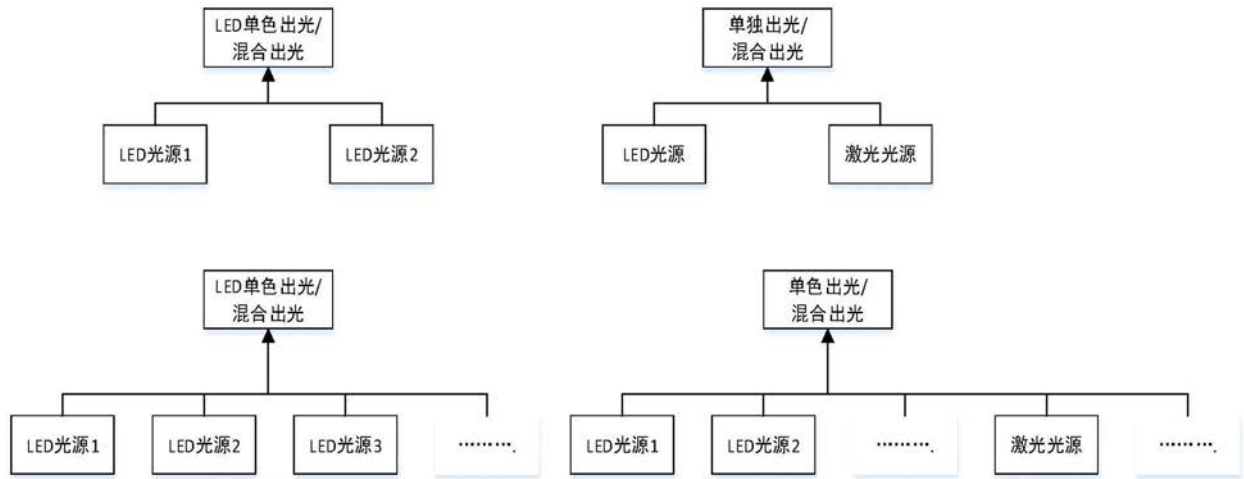 LED单色出光/
混合出光
LED光源1
LED光源2
单独出光/
混合出光
LED光源
激光光源
LED单色出光/
混合出光
LED光源1
LED光源2
LED光源3
……….
单色出光/
混合出光
LED光源1
LED光源2
……….
激光光源
……….